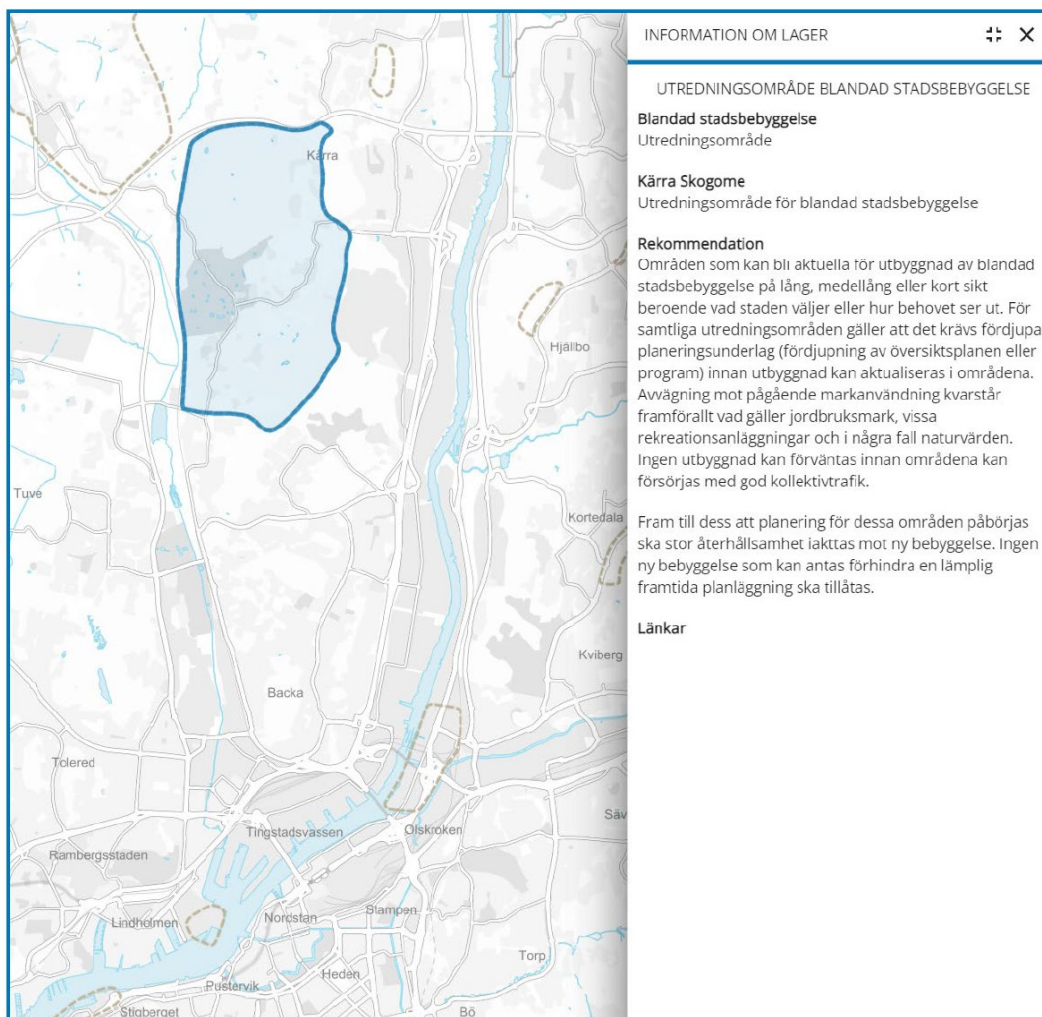 INFORMATION OM LAGER
UTREDNINGSOMRÅDE BLANDAD STADSBEBYGGELSE
Blandad stadsbebyggelse
Utredningsområde
Kärra Skogome
Utredningsområde för blandad stadsbebyggelse
Rekommendation
Områden som kan bli aktuella för utbyggnad av blandad
stadsbebyggelse på lång, medellång eller kort sikt
beroende vad staden väljer eller hur behovet ser ut. För
samtliga utredningsområden gäller att det krävs fördjupa
planeringsunderlag (fördjupning av översiktsplanen eller
program) innan utbyggnad kan aktualiseras i områdena.
Avvägning mot pågående markanvändning kvarstår
framförallt vad gäller jordbruksmark, vissa
rekreationsanläggningar och i några fall naturvärden.
Ingen utbyggnad kan förväntas innan områdena kan
försörjas med god kollektivtrafik.
Fram till dess att planering för dessa områden påbörjas
ska stor återhållsamhet iakttas mot ny bebyggelse. Ingen
ny bebyggelse som kan antas förhindra en lämplig
framtida planläggning ska tillåtas.
Länkar
Kärra
Hjällbo
Tuve
Kortedala
Kviberg
Backa
Tolered
Säv
Tingstadsvassen
Olskroken
Rambergsstaden
Lindholmen
Nordstan
Stampen
Torp
Heden
Pustervik
Stigberget
Bö